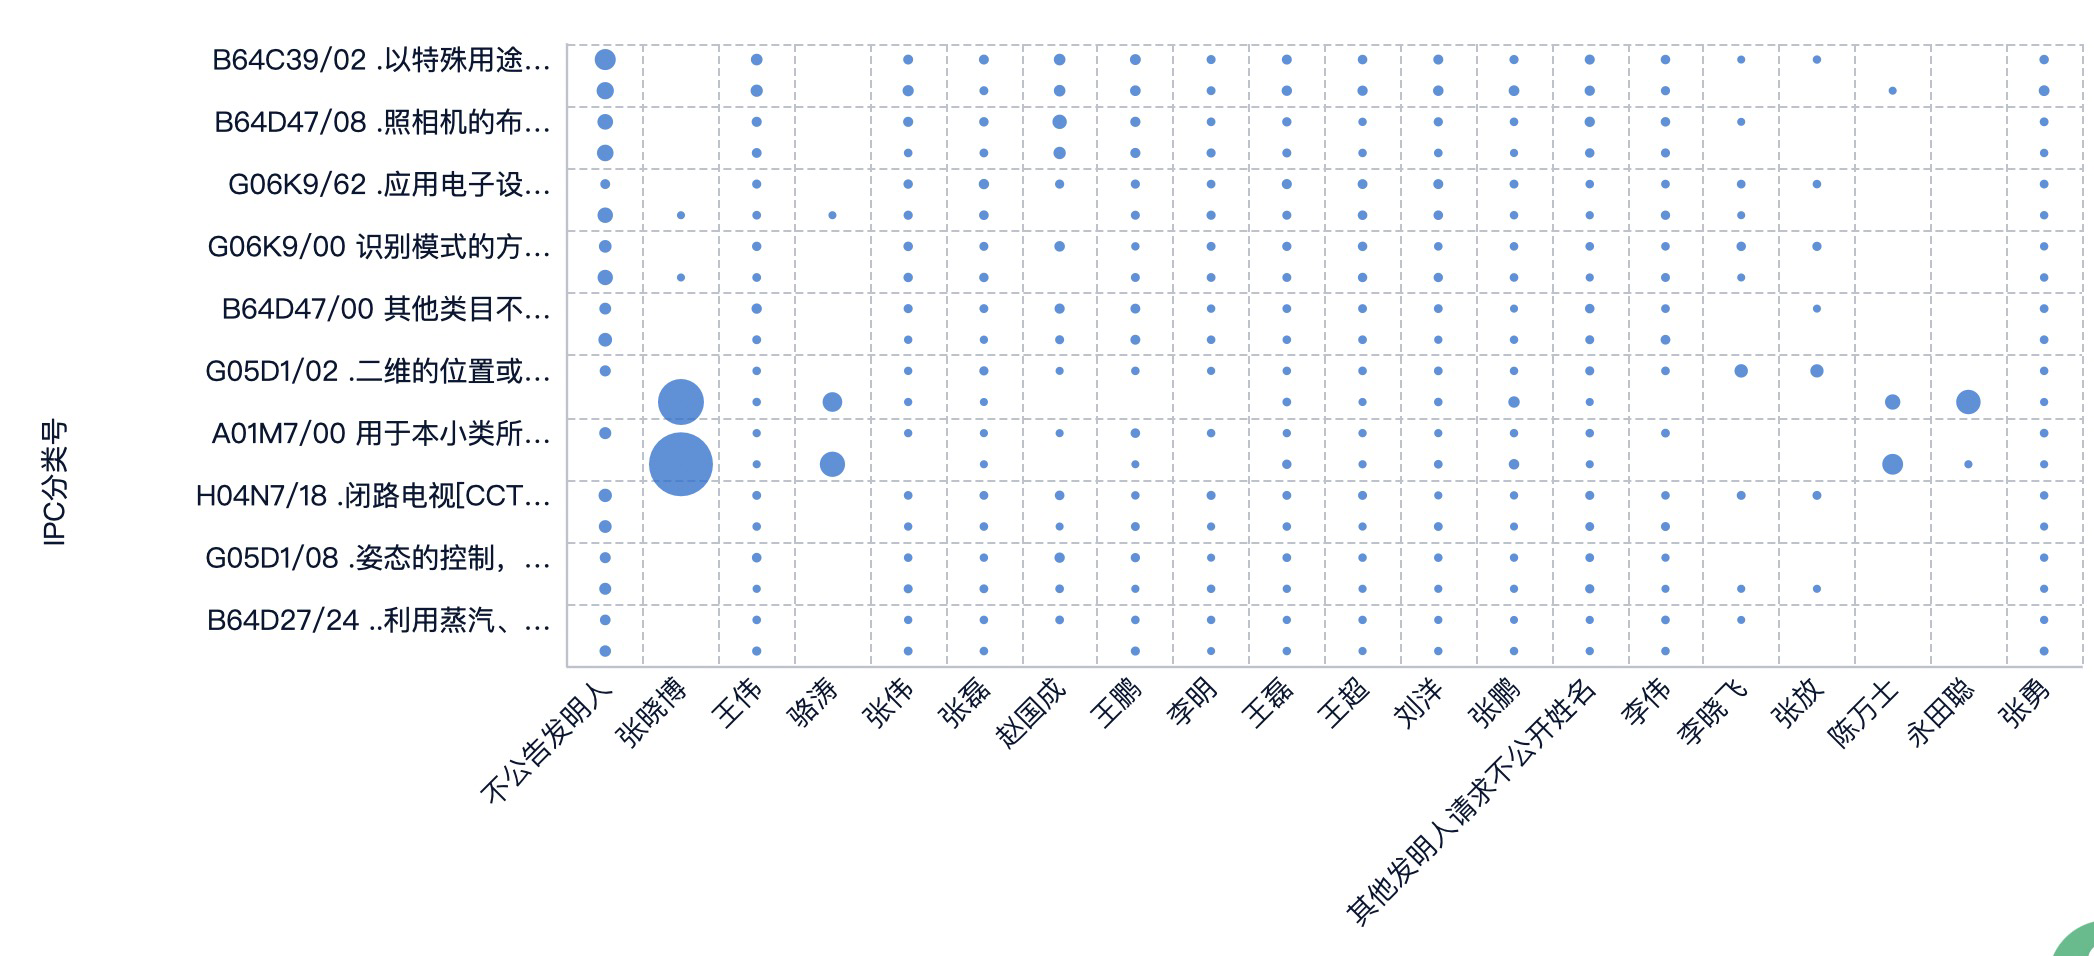 B64C39/02 .以特殊用途...
B64D47/08 .照相机的布...
G06K9/62 .应用电子设...
G06K9/00 识别模式的方...
B64D47/00 其他类目不...
G05D1/02 .二维的位置或...
A01M7/00 用于本小类所...
H04N7/18 .闭路电视[CCT...
G05D1/08 .姿态的控制，...
B64D27/24 ..利用蒸汽、...
IPC分类号
不公告发明人
张晓博
王伟
骆涛
张伟
张磊
赵国成
王鹏
李明
王磊
王超
刘洋
张鹏
其他发明人请求不公开姓名
李伟
李晓飞
张放
陈万士
永田聪
张勇